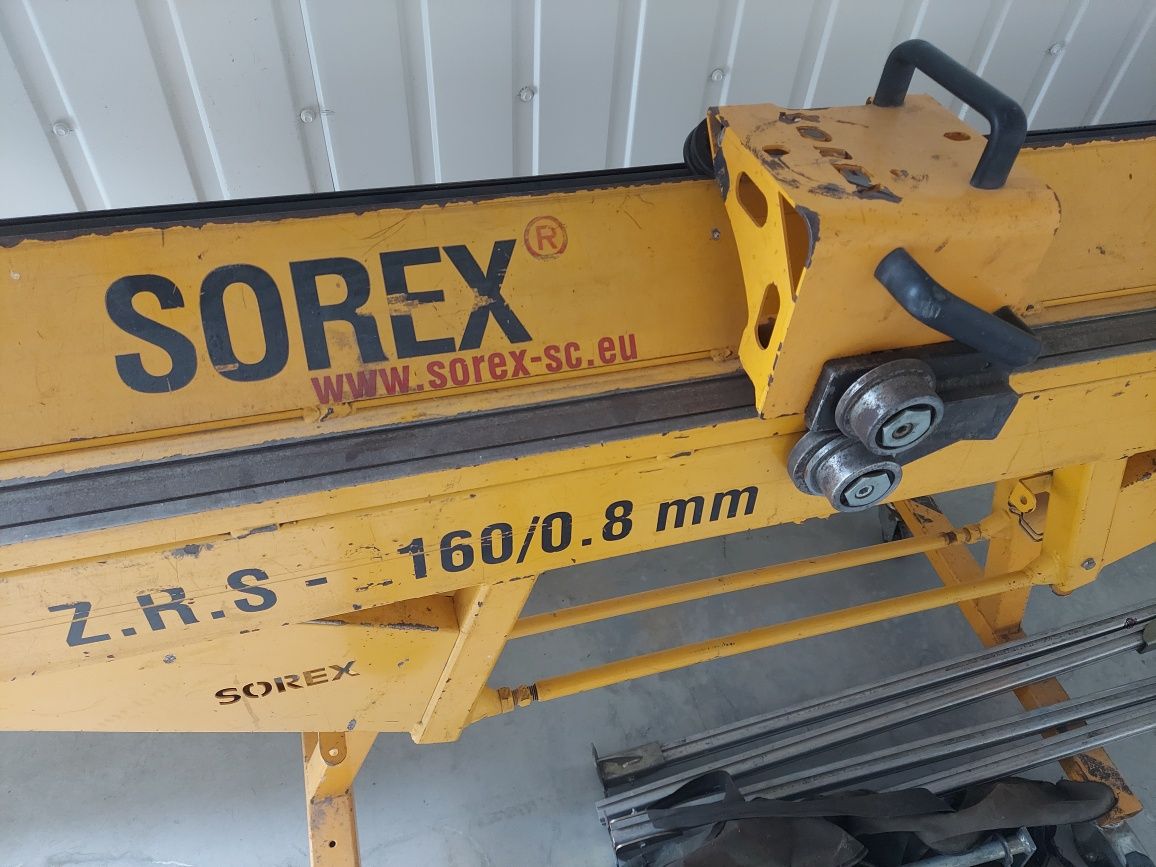 SOREX®
www.sorex-sc.eu
Z.R.S - 160/0.8 mm
SOREX